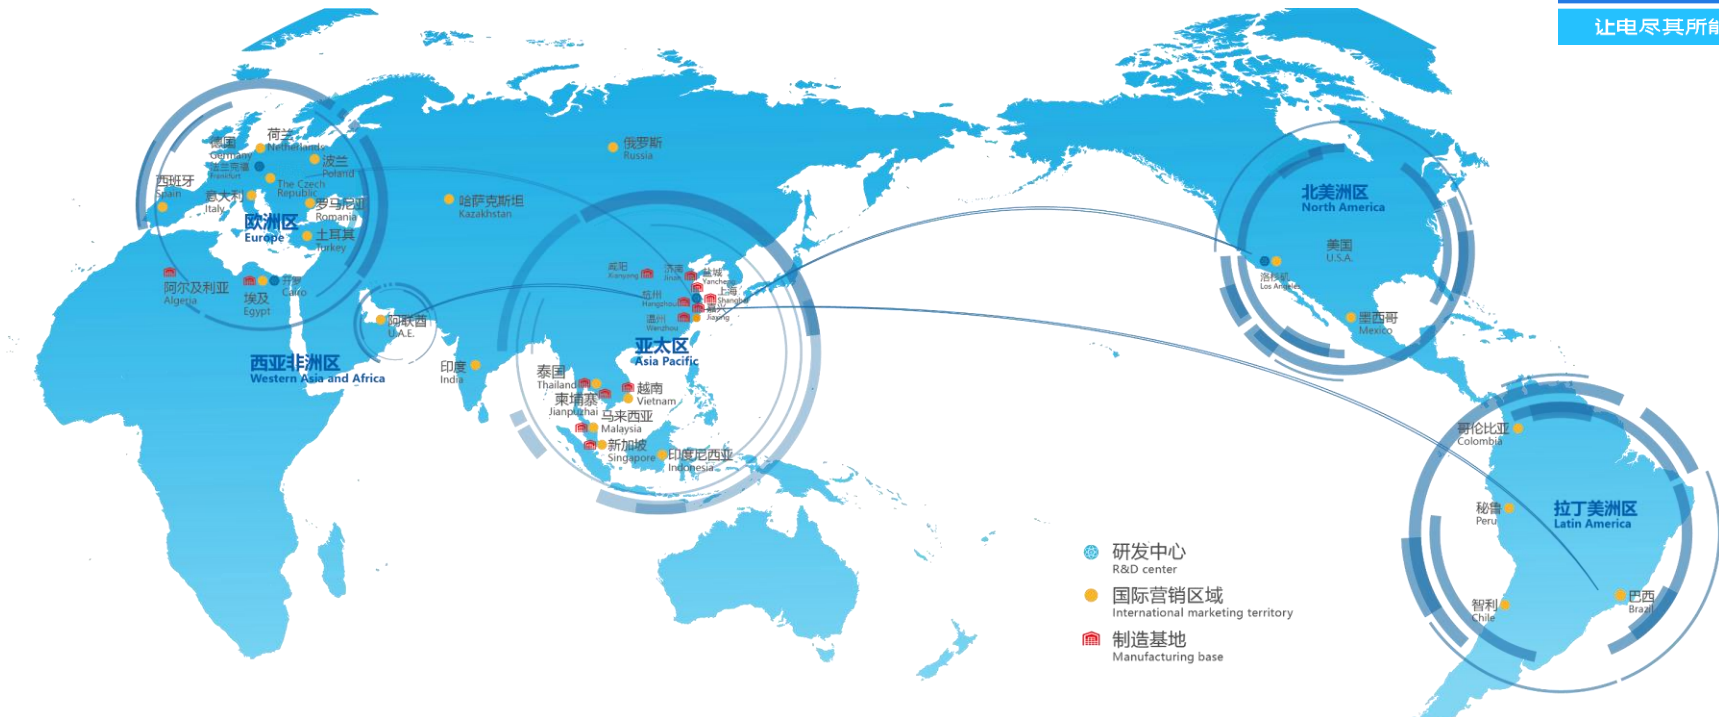 让电尽其所能
德国
Germany
荷兰
Netherlands
法兰克福
Frankfurt
波兰
Poland
The Czech
Republic
西班牙
Spain
意大利
Italy
罗马尼亚
Romania
欧洲区
Europe
土耳其
Turkey
阿尔及利亚
Algeria
埃及
Egypt
开罗
Cairo
阿联酋
U.A.E.
西亚非洲区
Western Asia and Africa
俄罗斯
Russia
哈萨克斯坦
Kazakhstan
印度
India
咸阳
Xianyang
济南
Jinan
盐城
Yancheng
上海
Shanghai
杭州
Hangzhou
嘉兴
Jiaxing
温州
Wenzhou
亚太区
Asia Pacific
泰国
Thailand
柬埔寨
Jianpuzhai
越南
Vietnam
马来西亚
Malaysia
新加坡
Singapore
印度尼西亚
Indonesia
北美洲区
North America
美国
U.S.A.
洛杉矶
Los Angeles
墨西哥
Mexico
哥伦比亚
Colombia
秘鲁
Peru
拉丁美洲区
Latin America
智利
Chile
巴西
Brazil
研发中心
R&D center
国际营销区域
International marketing territory
制造基地
Manufacturing base